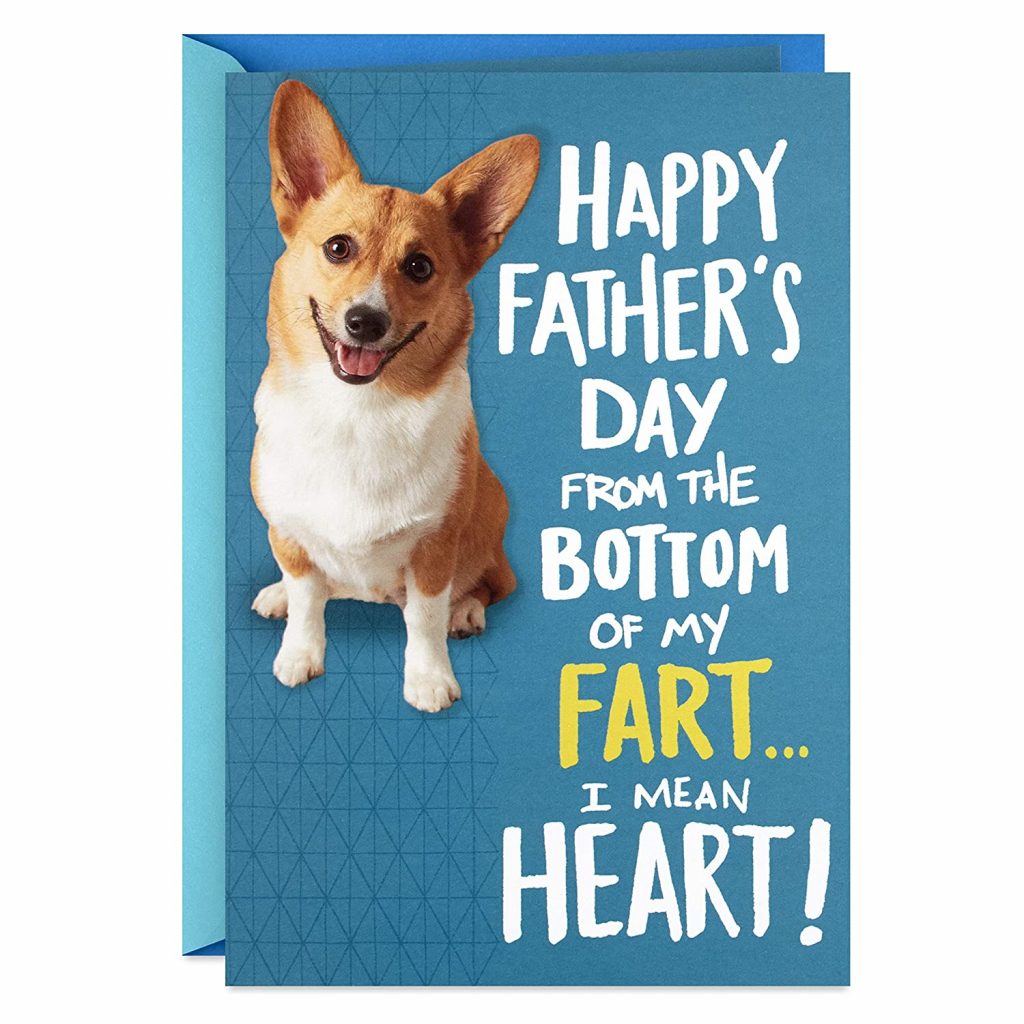 HAPPY
FATHER'S
DAY
FROM THE
BOTTOM
OF MY
FART...
I MEAN
HEART!